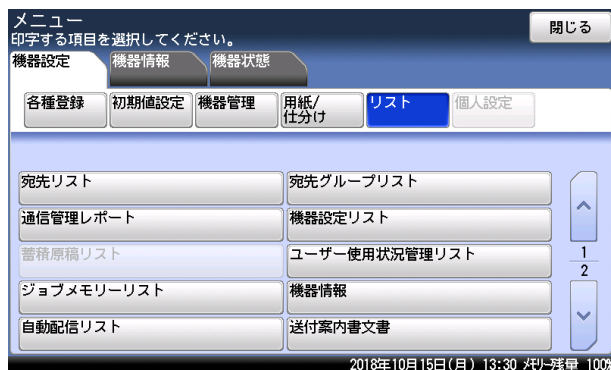 メニュー
印字する項目を選択してください。
閉じる
機器設定
機器情報
機器状態
各種登録
初期値設定
機器管理
用紙/
仕分け
リスト
個人設定
宛先リスト
宛先グループリスト
通信管理レポート
機器設定リスト
蓄積原稿リスト
ユーザー使用状況管理リスト
1
2
ジョブメモリーリスト
機器情報
自動配信リスト
送付案内書文書
2018年10月15日(月) 13:30 メモリー残量 100%